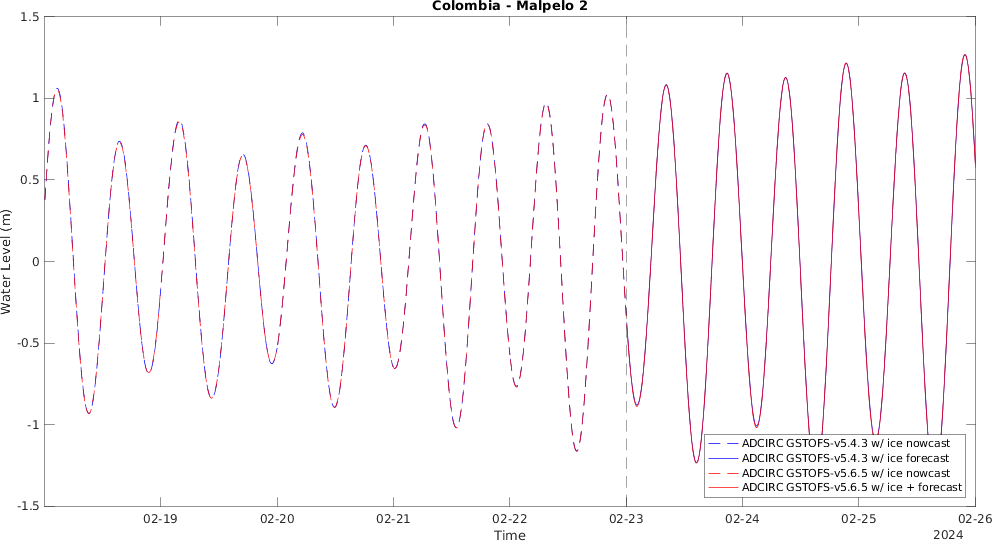 Colombia - Malpelo 2
1.5
1
0.5
0
-0.5
-1
-1.5
Water Level (m)
ADCIRC GSTOFS-v5.4.3 w/ ice nowcast
ADCIRC GSTOFS-v5.4.3 w/ ice forecast
ADCIRC GSTOFS-v5.6.5 w/ ice nowcast
ADCIRC GSTOFS-v5.6.5 w/ ice + forecast
02-19 02-20 02-21 02-22 02-23 02-24 02-25 02-26
Time
2024